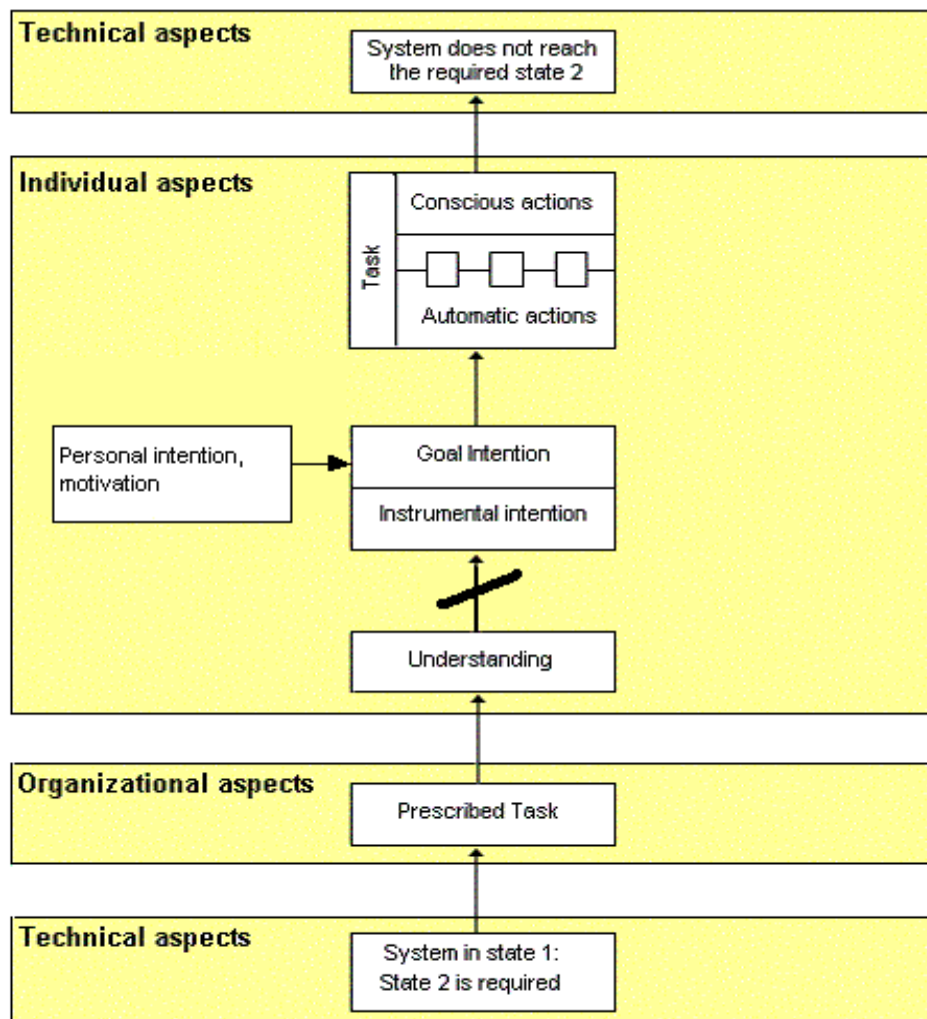 Technical aspects
System does not reach
the required state 2
Individual aspects
Task
Conscious actions
Automatic actions
Personal intention,
motivation
Goal Intention
Instrumental intention
Understanding
Organizational aspects
Prescribed Task
Technical aspects
System in state 1:
State 2 is required